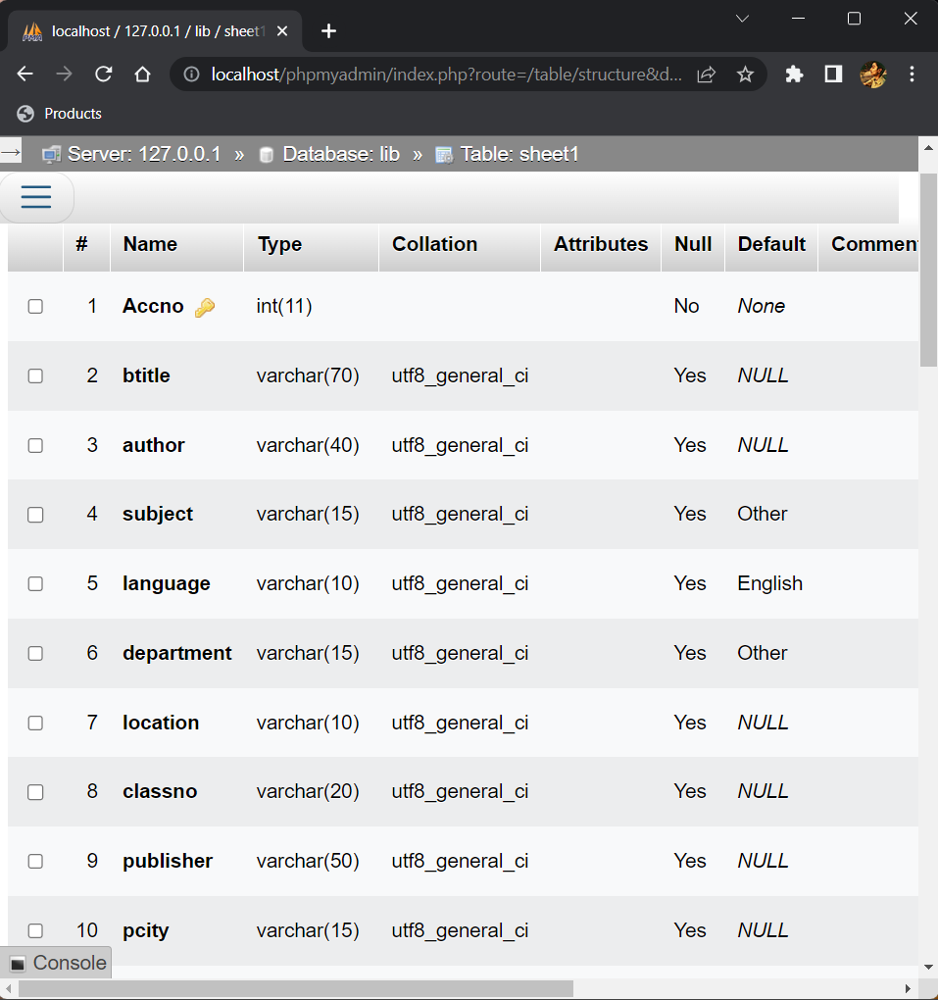 localhost / 127.0.0.1 / lib / sheet1
localhost/phpmyadmin/index.php?route=/table/structure&d...
Products
Server: 127.0.0.1 » Database: lib » Table: sheet1
# Name Type Collation Attributes Null Default Commen
1 Accno int(11) No None
2 btitle varchar(70) utf8_general_ci Yes NULL
3 author varchar(40) utf8_general_ci Yes NULL
4 subject varchar(15) utf8_general_ci Yes Other
5 language varchar(10) utf8_general_ci Yes English
6 department varchar(15) utf8_general_ci Yes Other
7 location varchar(10) utf8_general_ci Yes NULL
8 classno varchar(20) utf8_general_ci Yes NULL
9 publisher varchar(50) utf8_general_ci Yes NULL
10 pcity varchar(15) utf8_general_ci Yes NULL
Console